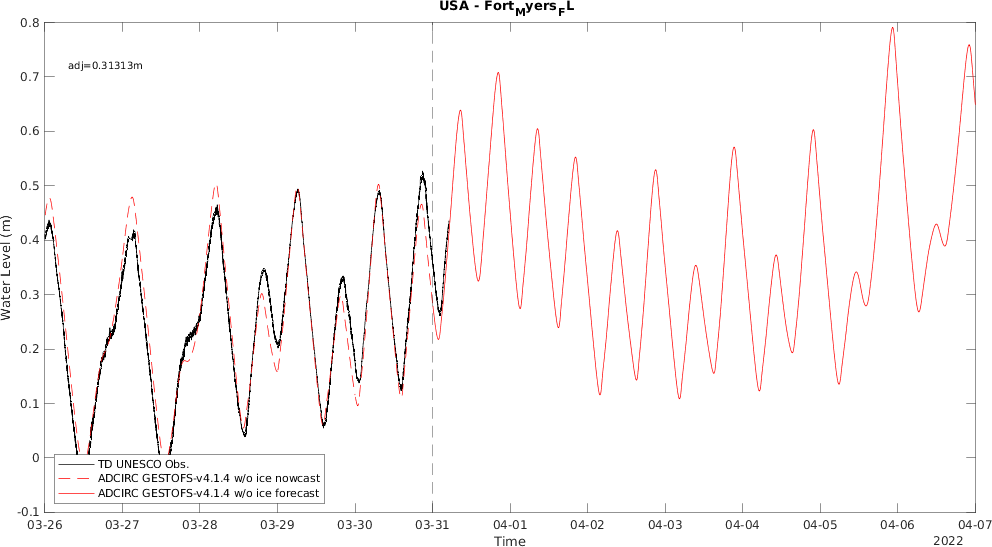 USA - Fort_Myers_FL
adj=0.31313m
0.8
0.7
0.6
0.5
0.4
0.3
0.2
0.1
0
-0.1
Water Level (m)
TD UNESCO Obs.
ADCIRC GESTOFS-v4.1.4 w/o ice nowcast
ADCIRC GESTOFS-v4.1.4 w/o ice forecast
03-26 03-27 03-28 03-29 03-30 03-31 04-01 04-02 04-03 04-04 04-05 04-06 04-07
Time
2022